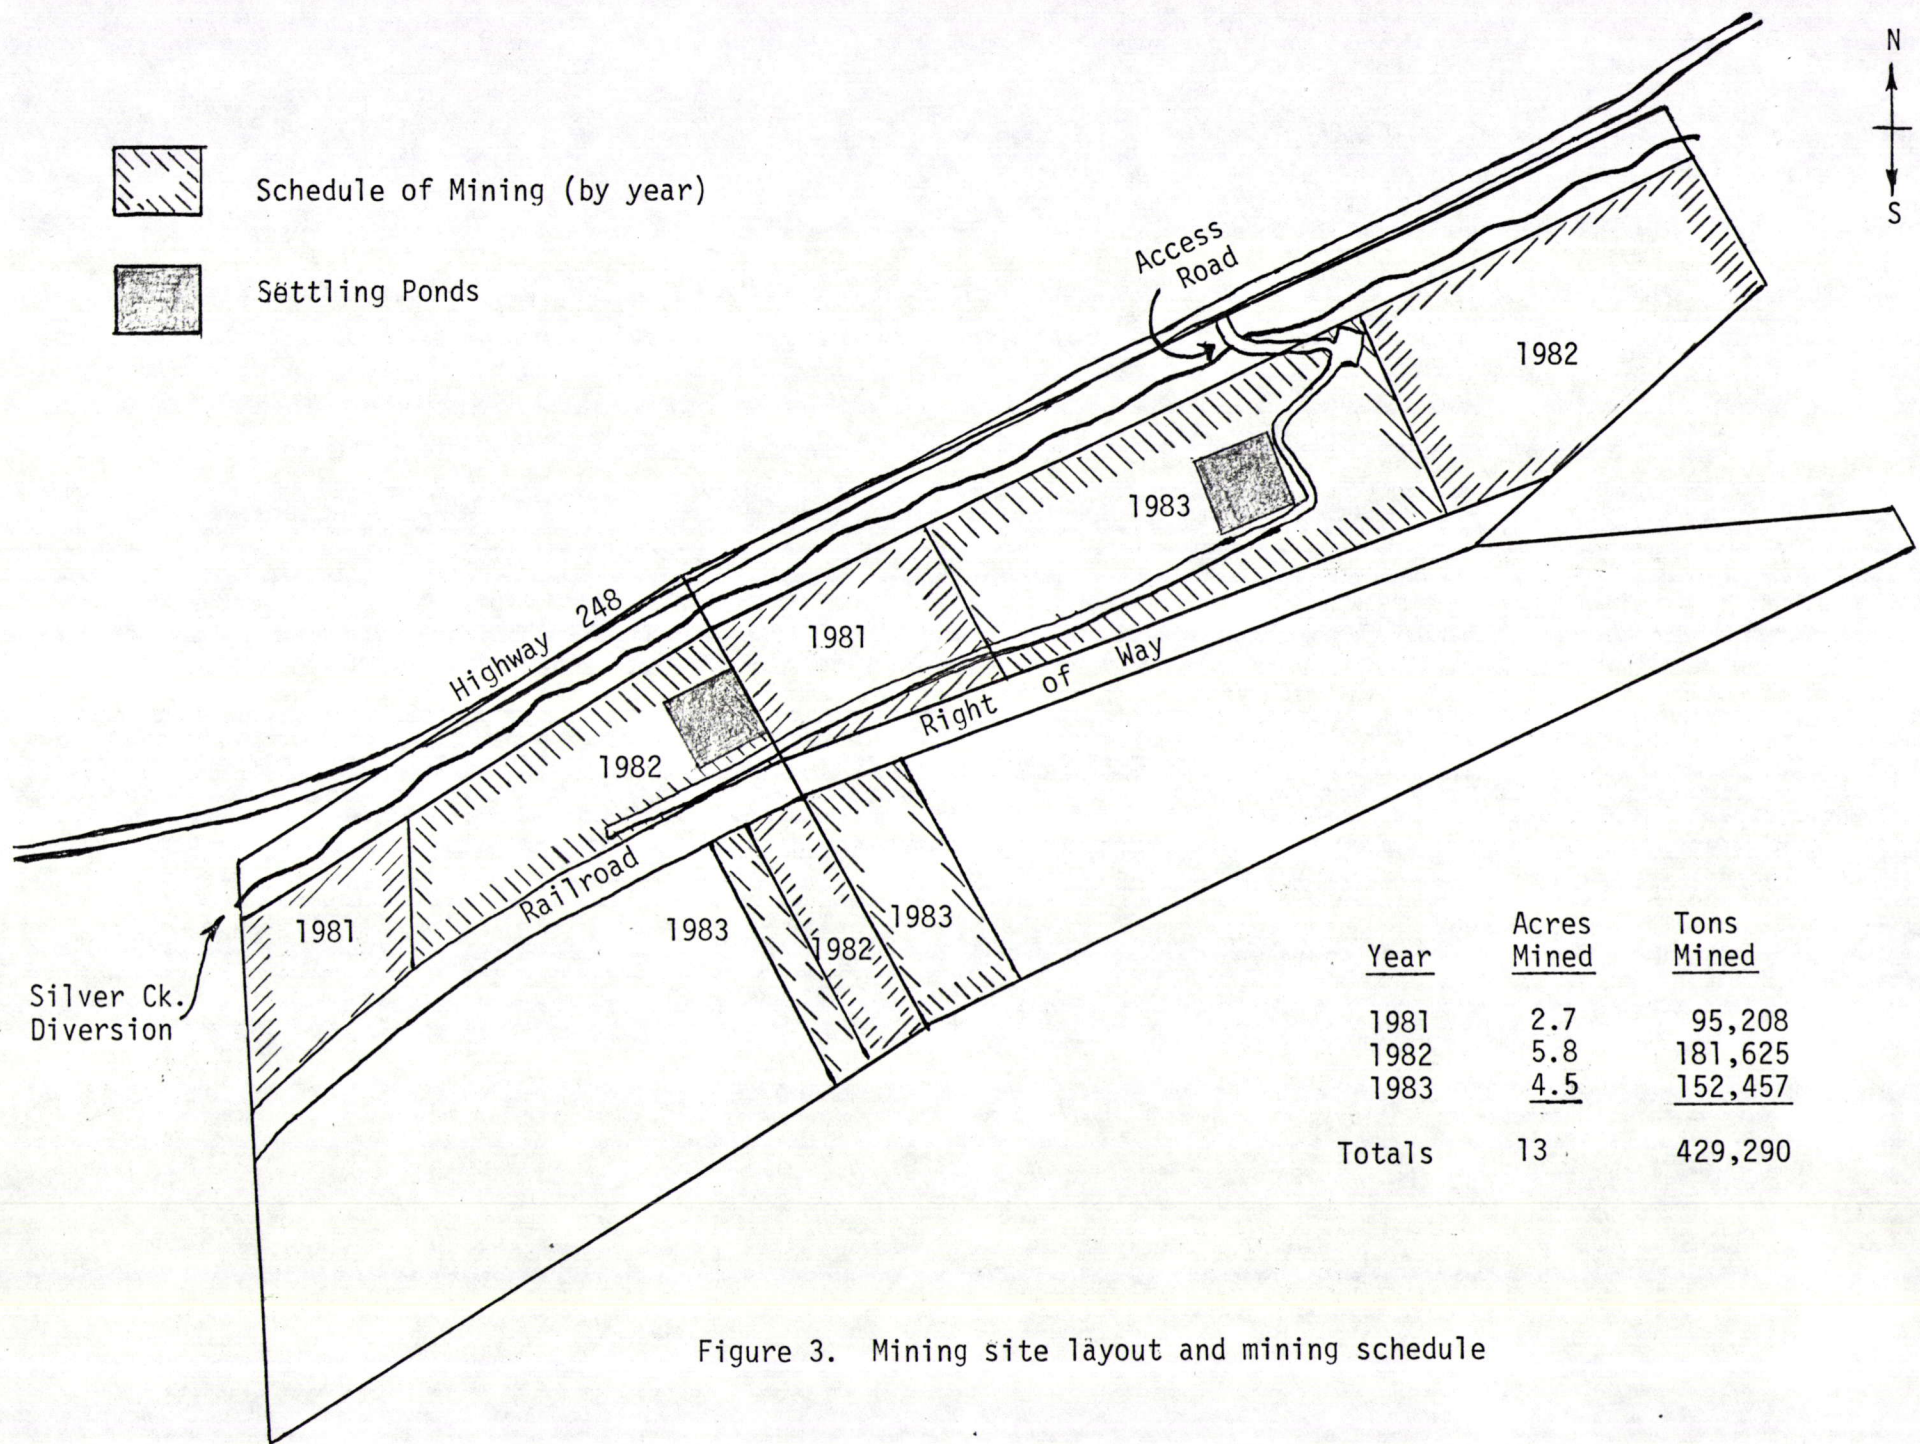 N
S
Schedule of Mining (by year)
Settling Ponds
Access
Road
1982
1983
Highway 248
1981
1982
Right of Way
Railroad
1981
1983
1982
1983
Silver Ck.
Diversion
Year Acres Mined Tons Mined
1981 2.7 95,208
1982 5.8 181,625
1983 4.5 152,457
Totals 13 429,290
Figure 3. Mining site layout and mining schedule